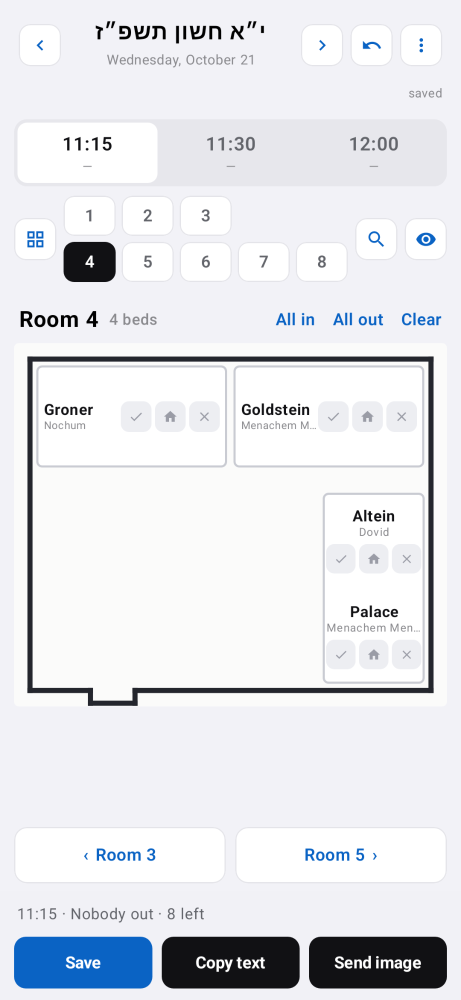 י״א חשון תשפ״ז
Wednesday, October 21
saved
11:15 11:30 12:00
– – –
1 2 3
4 5 6 7 8
Room 4 4 beds All in All out Clear
Groner Goldstein
Nochum Menachem M…
Altein
Dovid
Palace
Menachem Men…
‹ Room 3 Room 5 ›
11:15 · Nobody out · 8 left
Save Copy text Send image